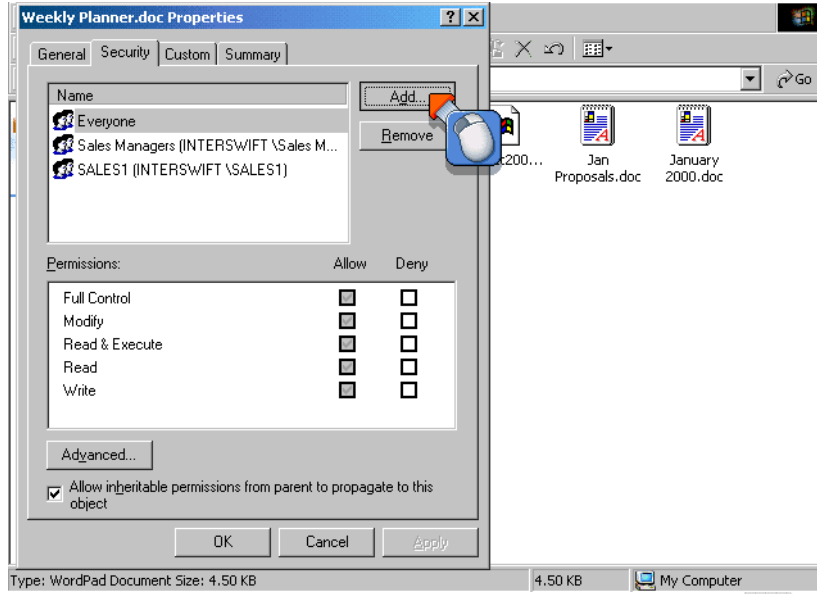 Weekly Planner.doc Properties
General Security Custom Summary
Go
Name
Add...
Everyone
Remove
Sales Managers (INTERSWIFT \Sales M...
SALES1 (INTERSWIFT \SALES1)
Jan
Proposals.doc
January
2000.doc
Permissions: Allow Deny
Full Control
Modify
Read & Execute
Read
Write
Advanced...
Allow inheritable permissions from parent to propagate to this
object
OK Cancel Apply
Type: WordPad Document Size: 4.50 KB 4.50 KB My Computer